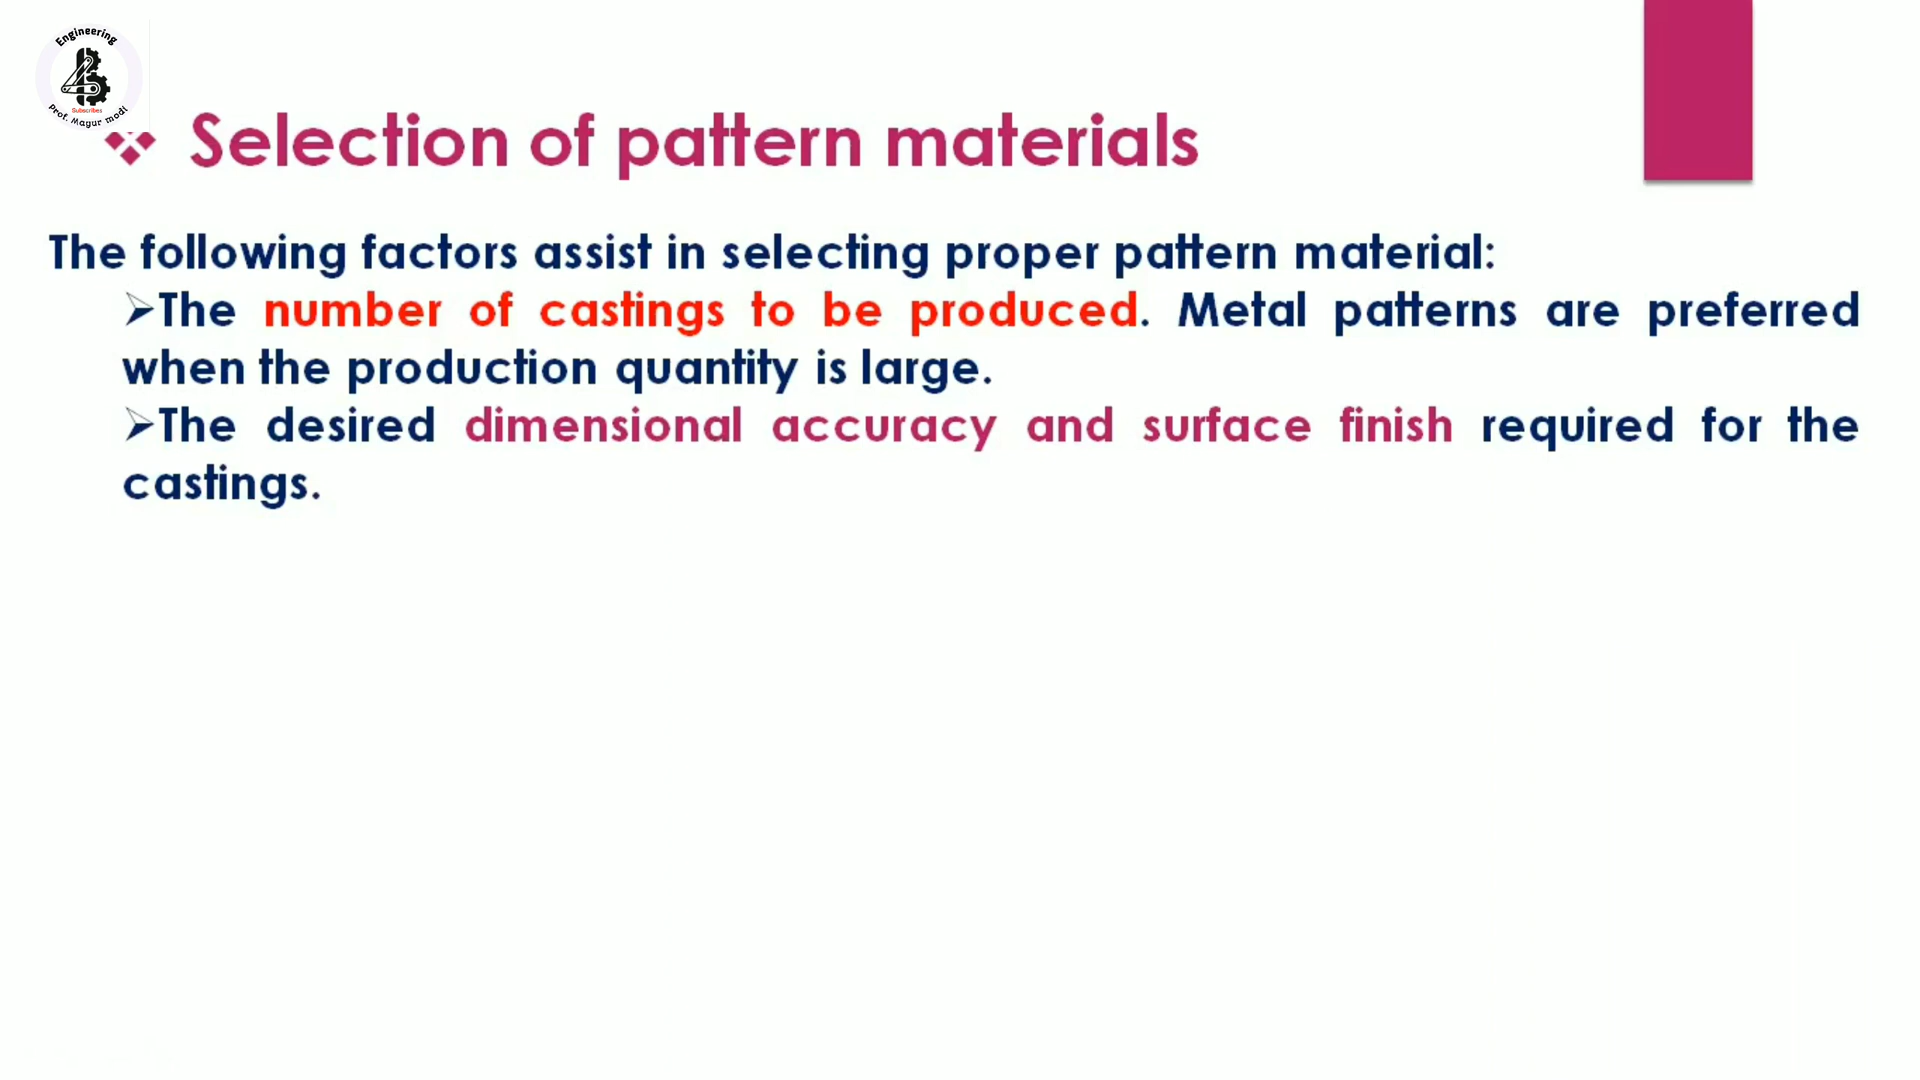 Engineering
Subscribes
Prof. Mayur modi
❖ Selection of pattern materials
The following factors assist in selecting proper pattern material:
➢The number of castings to be produced. Metal patterns are preferred
when the production quantity is large.
➢The desired dimensional accuracy and surface finish required for the
castings.